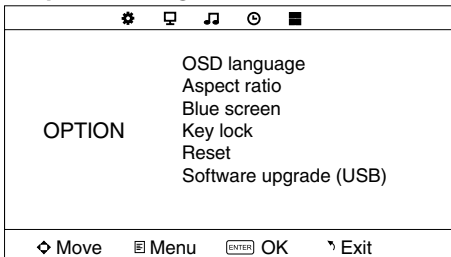 OSD language
Aspect ratio
Blue screen
OPTION Key lock
Reset
Software upgrade (USB)
Move Menu ENTER OK Exit